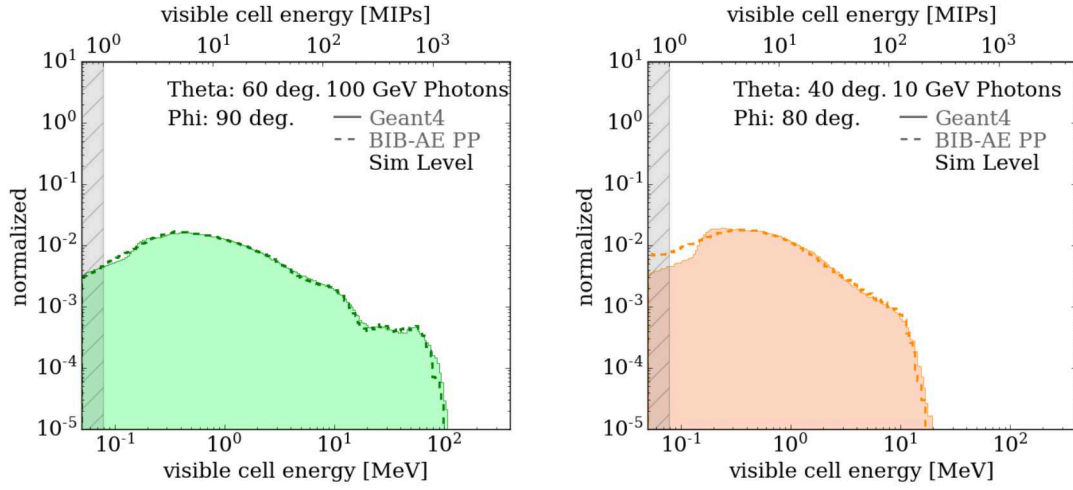 visible cell energy [MIPs]
10^0 10^1 10^2 10^3
10^1
10^0
10^-1
10^-2
10^-3
10^-4
10^-5
normalized
Theta: 60 deg. 100 GeV Photons
Phi: 90 deg.
Geant4
BIB-AE PP
Sim Level
10^-1 10^0 10^1 10^2
visible cell energy [MeV]
visible cell energy [MIPs]
10^0 10^1 10^2 10^3
10^1
10^0
10^-1
10^-2
10^-3
10^-4
10^-5
normalized
Theta: 40 deg. 10 GeV Photons
Phi: 80 deg.
Geant4
BIB-AE PP
Sim Level
10^-1 10^0 10^1 10^2
visible cell energy [MeV]